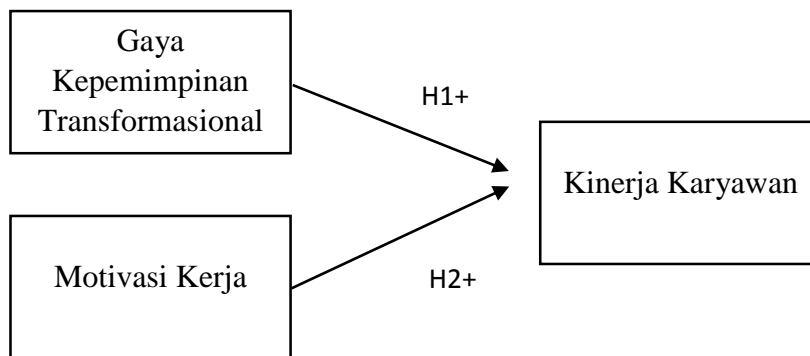 Gaya
Kepemimpinan
Transformasional
H1+
Kinerja Karyawan
Motivasi Kerja
H2+